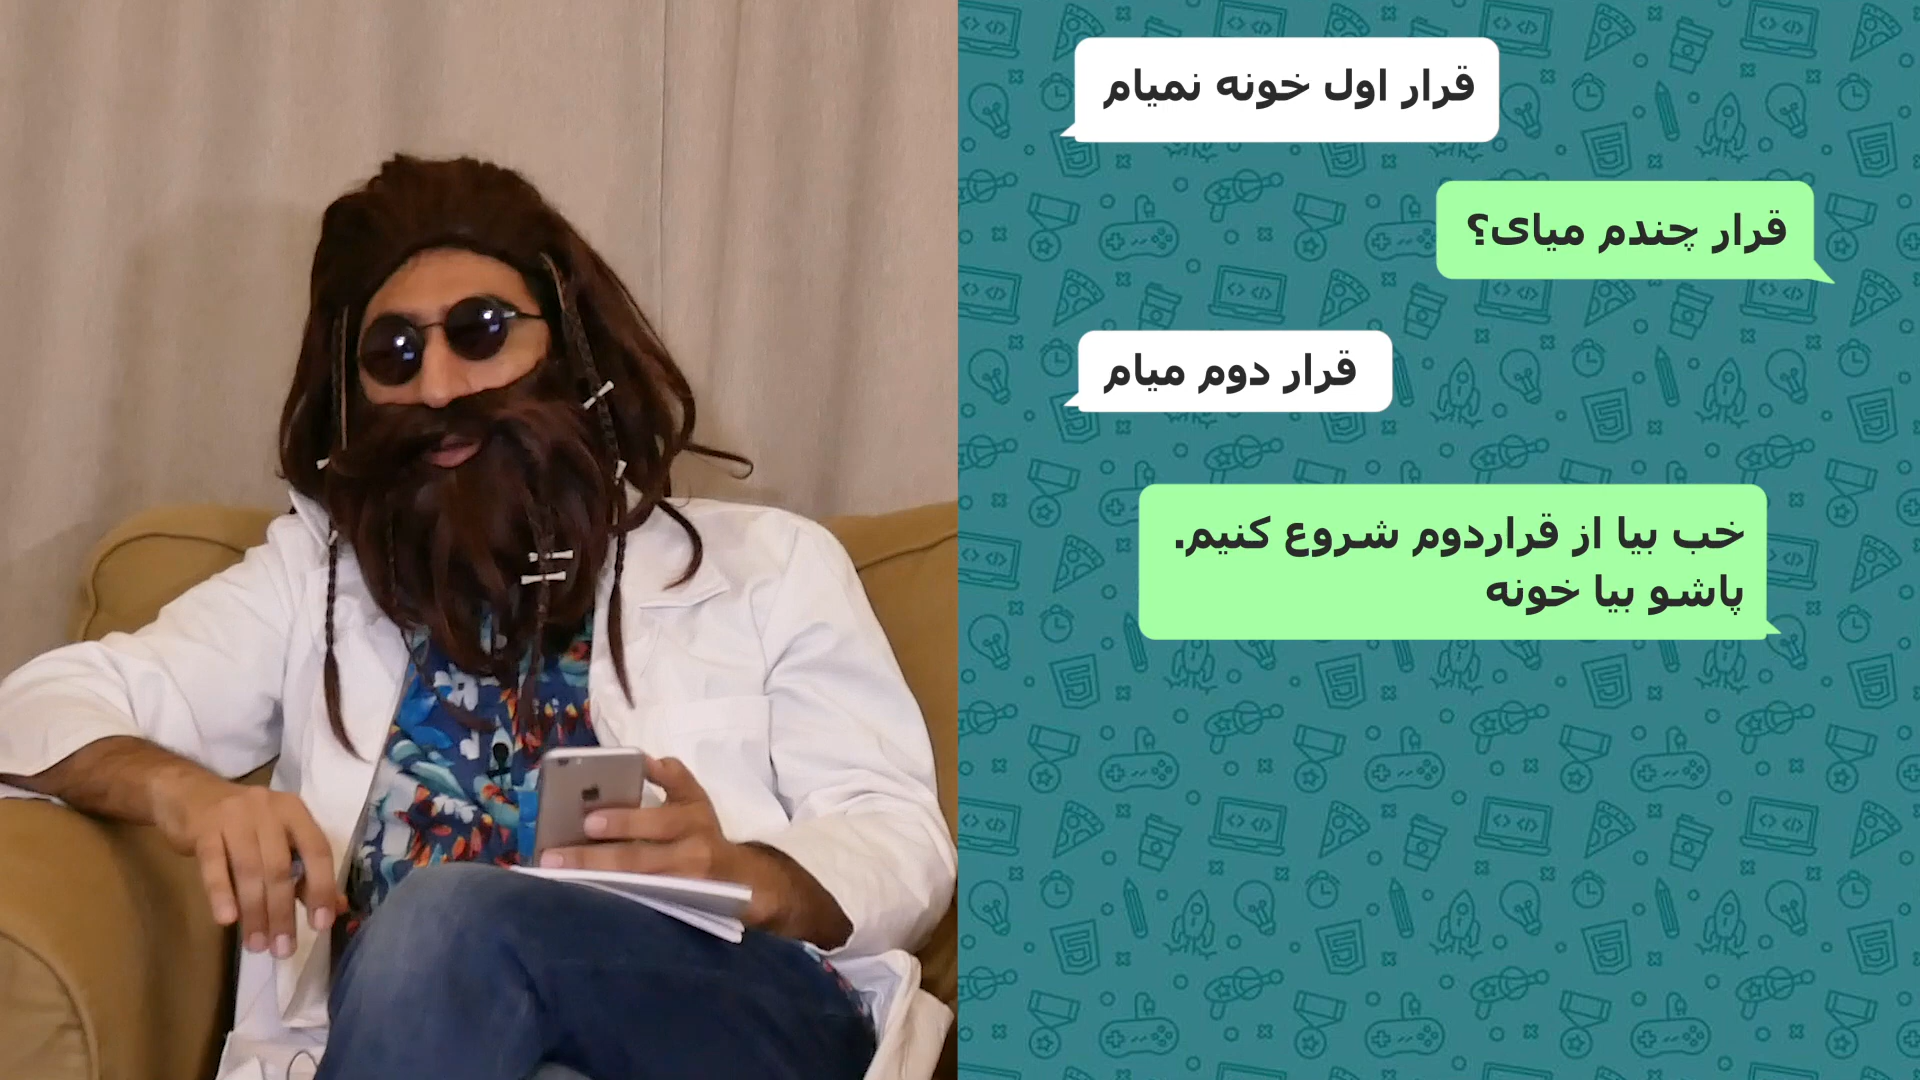 قرار اول خونه نمیام
قرار چندم میای؟
قرار دوم میام
خب بیا از قراردوم شروع کنیم.
پاشو بیا خونه